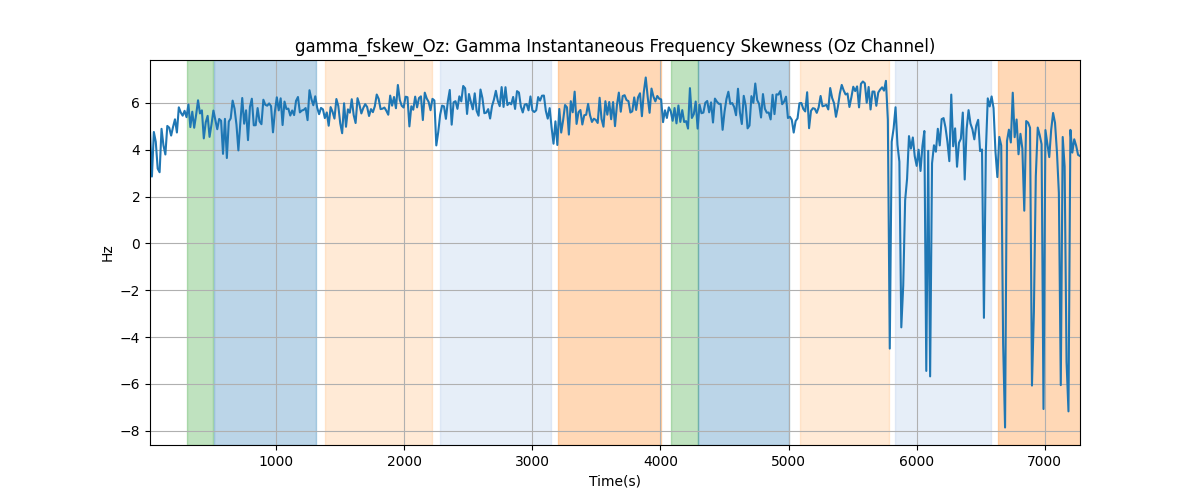 gamma_fskew_Oz: Gamma Instantaneous Frequency Skewness (Oz Channel)
Hz
6
4
2
0
−2
−4
−6
−8
1000 2000 3000 4000 5000 6000 7000
Time(s)